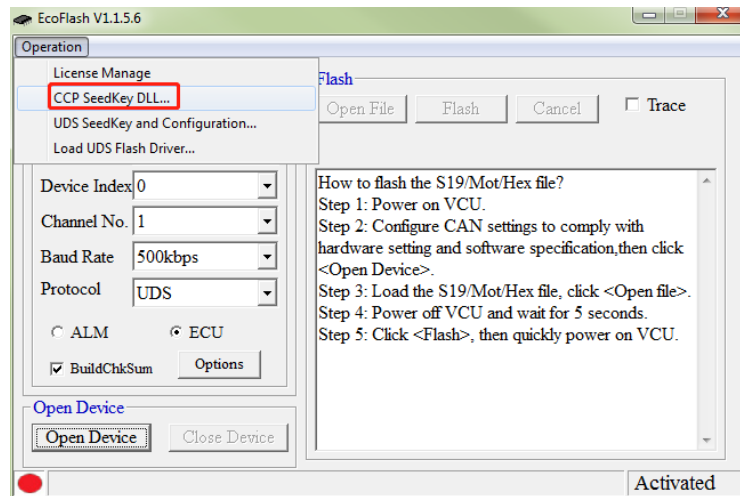 EcoFlash V1.1.5.6
Operation
License Manage
CCP SeedKey DLL...
UDS SeedKey and Configuration...
Load UDS Flash Driver...
Flash
Open File
Flash
Cancel
Trace
Device Index 0
Channel No. 1
Baud Rate 500kbps
Protocol UDS
ALM
ECU
BuildChkSum
Options
Open Device
Open Device
Close Device
How to flash the S19/Mot/Hex file?
Step 1: Power on VCU.
Step 2: Configure CAN settings to comply with
hardware setting and software specification,then click
<Open Device>.
Step 3: Load the S19/Mot/Hex file, click <Open file>.
Step 4: Power off VCU and wait for 5 seconds.
Step 5: Click <Flash>, then quickly power on VCU.
Activated